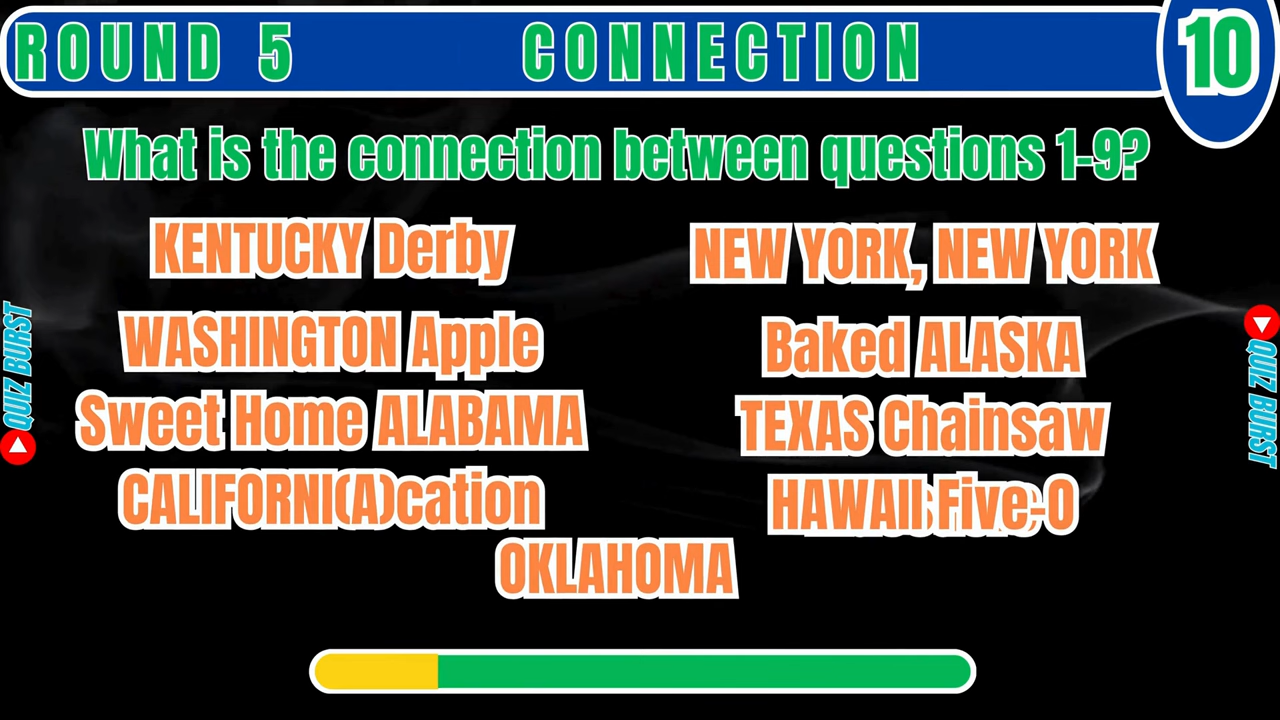 ROUND 5 CONNECTION 10
What is the connection between questions 1-9?
KENTUCKY Derby
NEW YORK, NEW YORK
WASHINGTON Apple
Baked ALASKA
Sweet Home ALABAMA
TEXAS Chainsaw
CALIFORNI(A)cation
HAWAII Five-O
OKLAHOMA
QUIZ BURST
QUIZ BURST